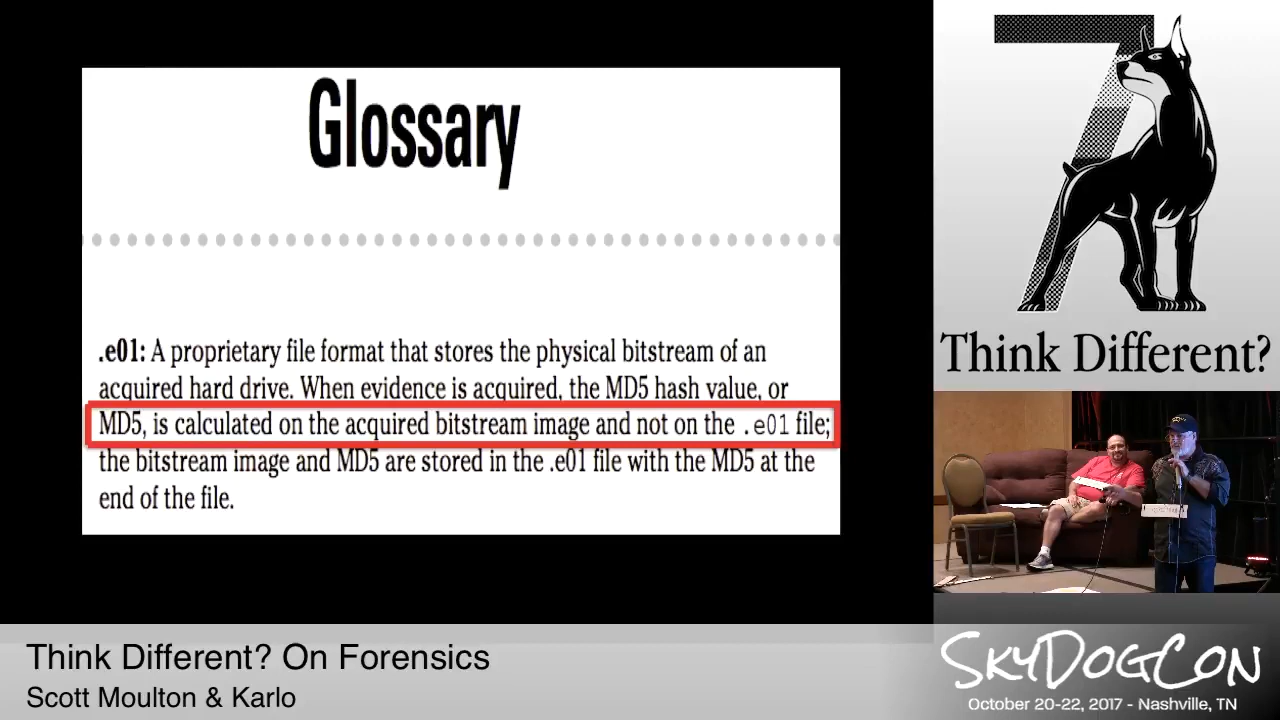 Glossary
.e01: A proprietary file format that stores the physical bitstream of an
acquired hard drive. When evidence is acquired, the MD5 hash value, or
MD5, is calculated on the acquired bitstream image and not on the .e01 file;
the bitstream image and MD5 are stored in the .e01 file with the MD5 at the
end of the file.
7
Think Different?
Think Different? On Forensics
Scott Moulton & Karlo
SKYDOGCON
October 20-22, 2017 - Nashville, TN